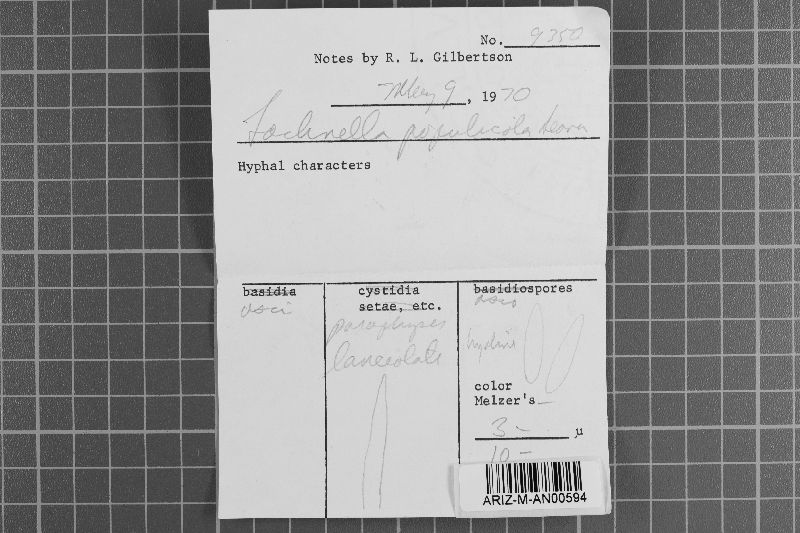 No. 9350
Notes by R. L. Gilbertson
May 9, 1970
Lachnella populicola
Hyphal characters
basidia
asci
cystidia
setae, etc.
paraphyses
lanceolate
basidiospores
asco
hyaline
color
Melzer's –
3 – µ
10 –
ARIZ-M-AN00594